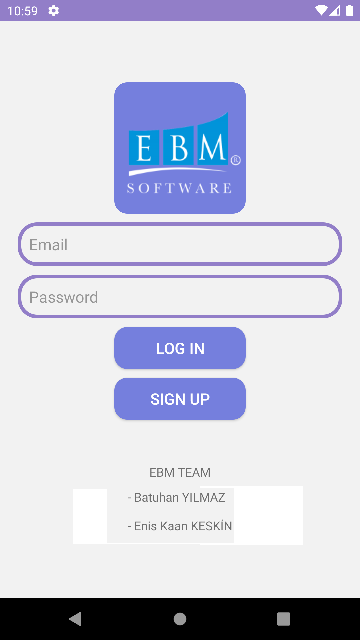 10:59
EBM®
SOFTWARE
Email
Password
LOG IN
SIGN UP
EBM TEAM
- Batuhan YILMAZ
- Enis Kaan KESKİN